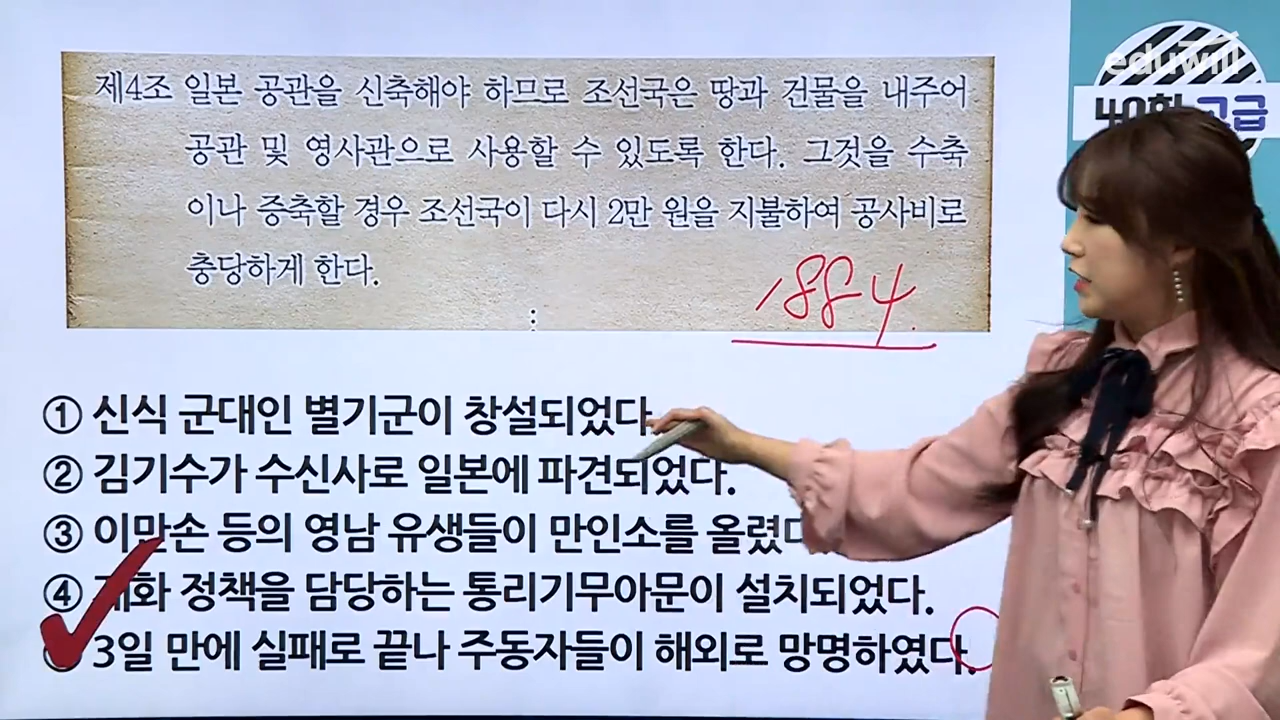 eduwill
고급
제4조 일본 공관을 신축해야 하므로 조선국은 땅과 건물을 내주어
공관 및 영사관으로 사용할 수 있도록 한다. 그것을 수축
이나 증축할 경우 조선국이 다시 2만 원을 지불하여 공사비로
충당하게 한다.
1884.
⋮
① 신식 군대인 별기군이 창설되었다.
② 김기수가 수신사로 일본에 파견되었다.
③ 이만손 등의 영남 유생들이 만인소를 올렸다
④ 개화 정책을 담당하는 통리기무아문이 설치되었다.
3일 만에 실패로 끝나 주동자들이 해외로 망명하였다.